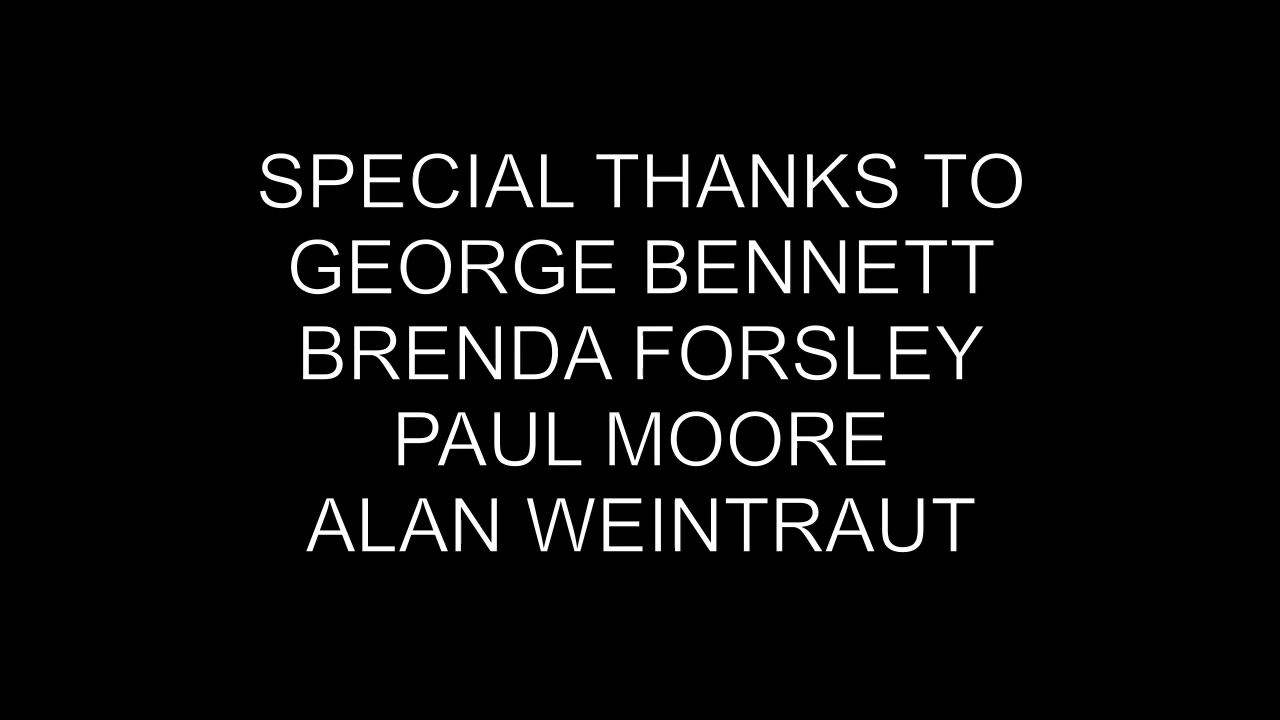 SPECIAL THANKS TO
GEORGE BENNETT
BRENDA FORSLEY
PAUL MOORE
ALAN WEINTRAUT